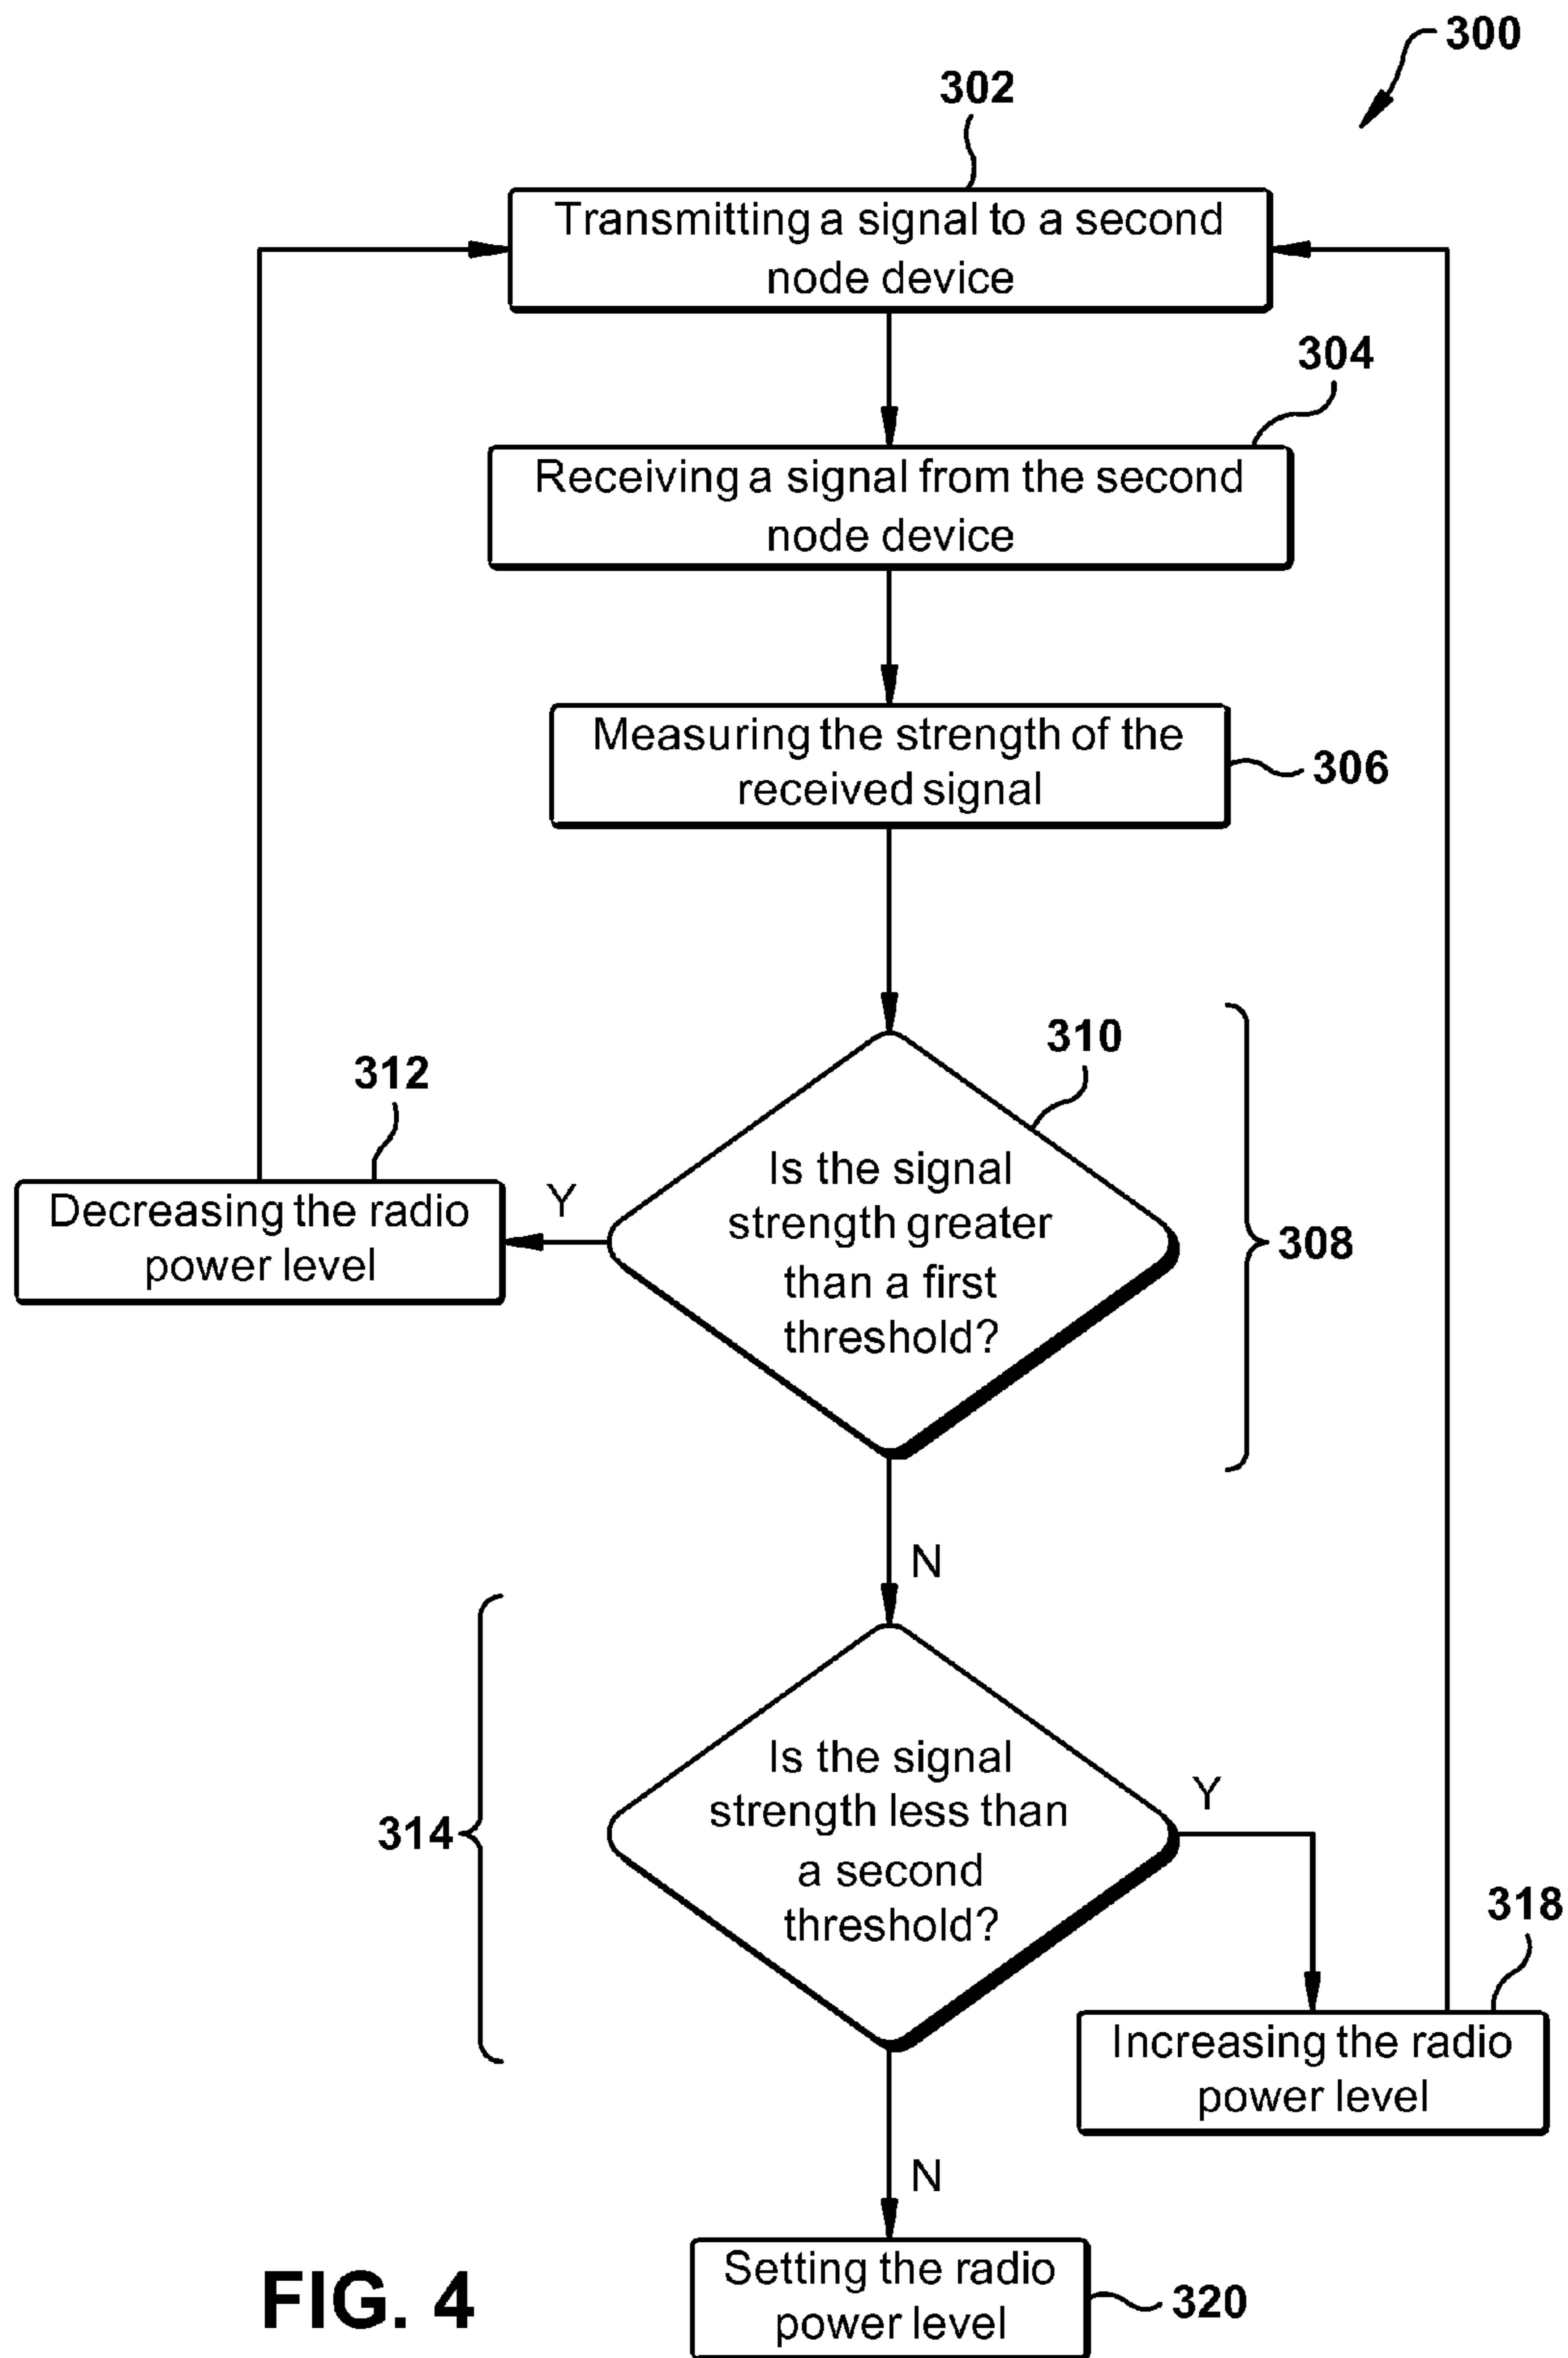 300
302
Transmitting a signal to a second
node device
304
Receiving a signal from the second
node device
Measuring the strength of the
received signal
306
310
312
Is the signal
strength greater
than a first
threshold?
Y
Decreasing the radio
power level
308
N
314
Is the signal
strength less than
a second
threshold?
Y
318
Increasing the radio
power level
N
Setting the radio
power level
320
FIG. 4